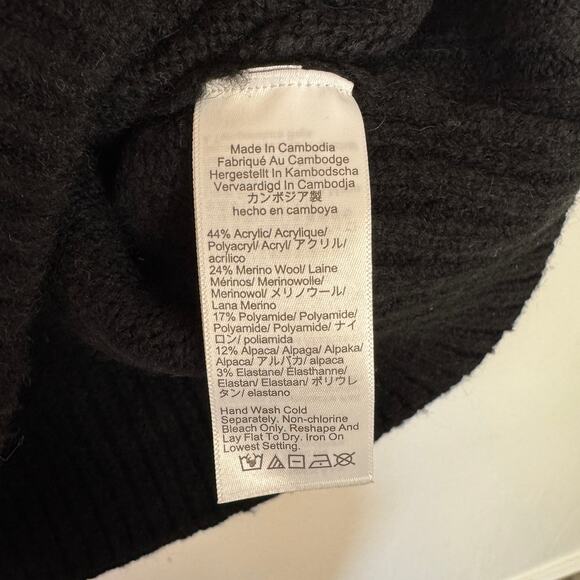 Made In Cambodia
Fabriqué Au Cambodge
Hergestellt In Kambodscha
Vervaardigd In Cambodja
カンボジア製
hecho en camboya
44% Acrylic/ Acrylique/
Polyacryl/ Acryl/ アクリル/
acrílico
24% Merino Wool/ Laine
Mérinos/ Merinowolle/
Merinowol/ メリノウール/
Lana Merino
17% Polyamide/ Polyamide/
Polyamide/ Polyamide/ ナイ
ロン/ poliamida
12% Alpaca/ Alpaga/ Alpaka/
Alpaca/ アルパカ/ alpaca
3% Elastane/ Élasthanne/
Elastan/ Elastaan/ ポリウレ
タン/ elastano
Hand Wash Cold
Separately. Non-chlorine
Bleach Only. Reshape And
Lay Flat To Dry. Iron On
Lowest Setting.